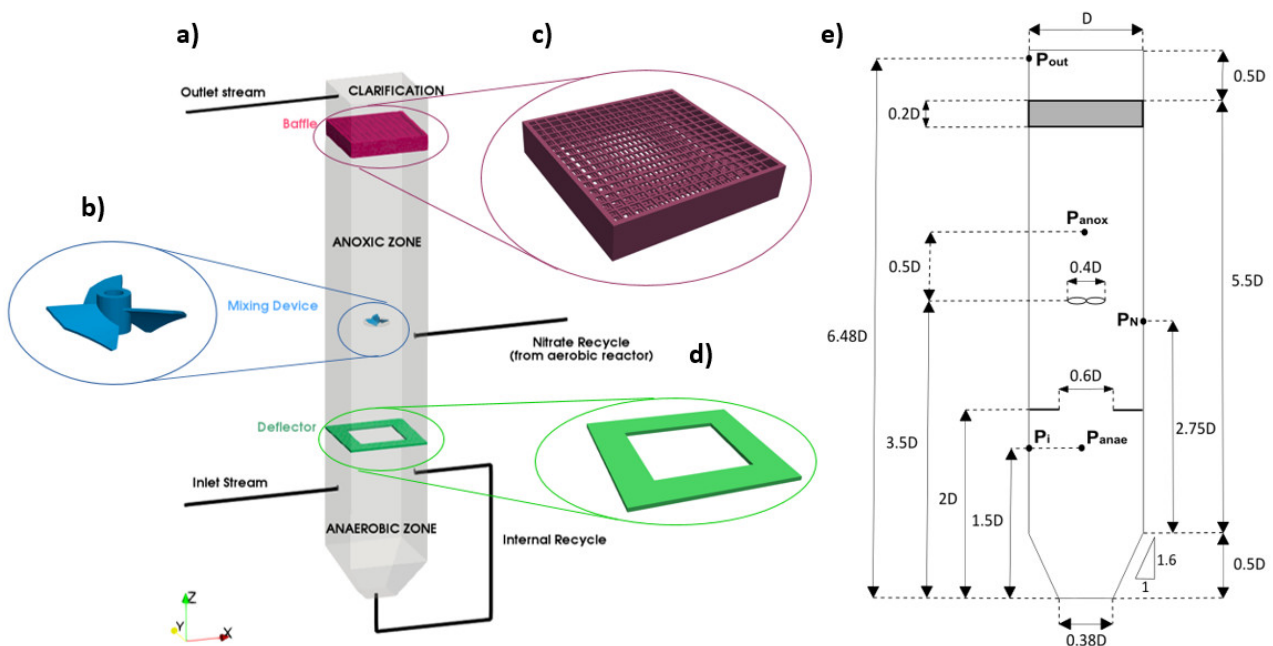 a)
Outlet stream
CLARIFICATION
Baffle
b)
ANOXIC ZONE
Mixing Device
Nitrate Recycle
(from aerobic reactor)
Deflector
Inlet Stream
ANAEROBIC ZONE
Internal Recycle
Z
Y
X
c)
d)
e)
D
Pout
0.5D
0.2D
Panox
0.5D
0.4D
5.5D
PN
6.48D
0.6D
2.75D
3.5D
Pi
Panae
2D
1.5D
1.6
1
0.5D
0.38D